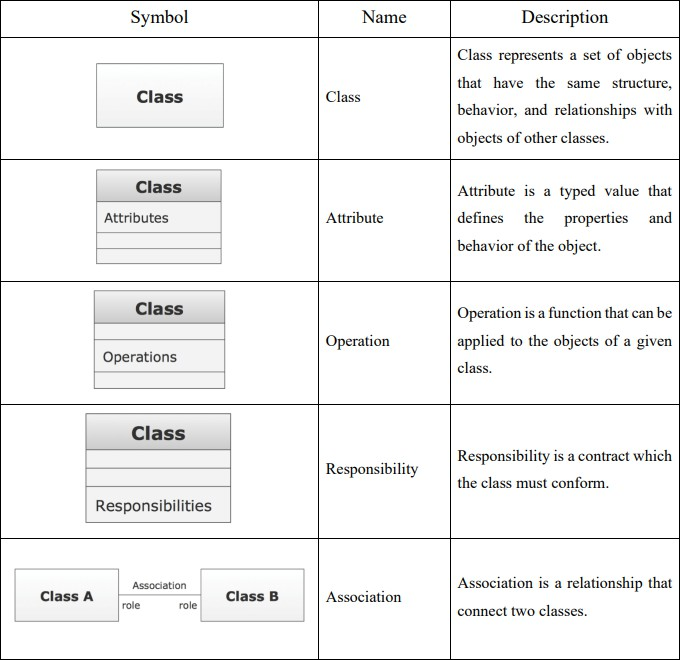 Symbol Name Description
Class
Class
Class represents a set of objects
that have the same structure,
behavior, and relationships with
objects of other classes.
Class
Attributes
Attribute
Attribute is a typed value that
defines the properties and
behavior of the object.
Class
Operations
Operation
Operation is a function that can be
applied to the objects of a given
class.
Class
Responsibilities
Responsibility
Responsibility is a contract which
the class must conform.
Class A
Association
role role
Class B
Association
Association is a relationship that
connect two classes.